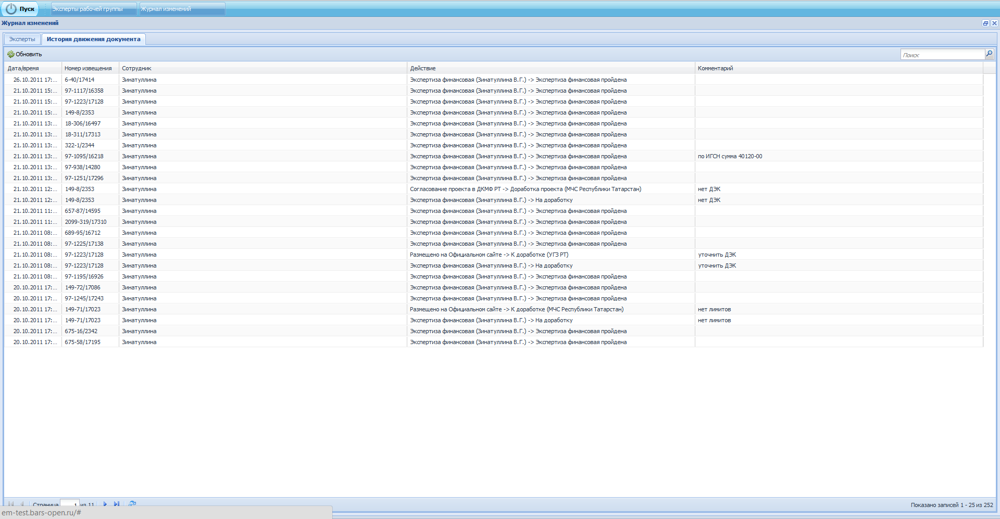 Пуск Эксперты рабочей группы Журнал изменений
Журнал изменений
Эксперты История движения документа
Обновить Поиск
Дата/время Номер извещения Сотрудник Действие Комментарий
26.10.2011 17:... 6-40/17414 Зинатуллина Экспертиза финансовая (Зинатуллина В.Г.) -> Экспертиза финансовая пройдена
21.10.2011 15:... 97-1117/16358 Зинатуллина Экспертиза финансовая (Зинатуллина В.Г.) -> Экспертиза финансовая пройдена
21.10.2011 15:... 97-1223/17128 Зинатуллина Экспертиза финансовая (Зинатуллина В.Г.) -> Экспертиза финансовая пройдена
21.10.2011 15:... 149-8/2353 Зинатуллина Экспертиза финансовая (Зинатуллина В.Г.) -> Экспертиза финансовая пройдена
21.10.2011 13:... 18-306/16497 Зинатуллина Экспертиза финансовая (Зинатуллина В.Г.) -> Экспертиза финансовая пройдена
21.10.2011 13:... 18-311/17313 Зинатуллина Экспертиза финансовая (Зинатуллина В.Г.) -> Экспертиза финансовая пройдена
21.10.2011 13:... 322-1/2344 Зинатуллина Экспертиза финансовая (Зинатуллина В.Г.) -> Экспертиза финансовая пройдена
21.10.2011 13:... 97-1095/16218 Зинатуллина Экспертиза финансовая (Зинатуллина В.Г.) -> Экспертиза финансовая пройдена по ИГСН сумма 40120-00
21.10.2011 13:... 97-938/14280 Зинатуллина Экспертиза финансовая (Зинатуллина В.Г.) -> Экспертиза финансовая пройдена
21.10.2011 13:... 97-1251/17296 Зинатуллина Экспертиза финансовая (Зинатуллина В.Г.) -> Экспертиза финансовая пройдена
21.10.2011 12:... 149-8/2353 Зинатуллина Согласование проекта в ДКМФ РТ -> Доработка проекта (МЧС Республики Татарстан) нет ДЭК
21.10.2011 12:... 149-8/2353 Зинатуллина Экспертиза финансовая (Зинатуллина В.Г.) -> На доработку нет ДЭК
21.10.2011 11:... 657-87/14595 Зинатуллина Экспертиза финансовая (Зинатуллина В.Г.) -> Экспертиза финансовая пройдена
21.10.2011 11:... 2099-319/17310 Зинатуллина Экспертиза финансовая (Зинатуллина В.Г.) -> Экспертиза финансовая пройдена
21.10.2011 08:... 689-95/16712 Зинатуллина Экспертиза финансовая (Зинатуллина В.Г.) -> Экспертиза финансовая пройдена
21.10.2011 08:... 97-1225/17138 Зинатуллина Экспертиза финансовая (Зинатуллина В.Г.) -> Экспертиза финансовая пройдена
21.10.2011 08:... 97-1223/17128 Зинатуллина Размещено на Официальном сайте -> К доработке (УГЗ РТ) уточнить ДЭК
21.10.2011 08:... 97-1223/17128 Зинатуллина Экспертиза финансовая (Зинатуллина В.Г.) -> На доработку уточнить ДЭК
21.10.2011 08:... 97-1195/16926 Зинатуллина Экспертиза финансовая (Зинатуллина В.Г.) -> Экспертиза финансовая пройдена
20.10.2011 17:... 149-72/17086 Зинатуллина Экспертиза финансовая (Зинатуллина В.Г.) -> Экспертиза финансовая пройдена
20.10.2011 17:... 97-1245/17243 Зинатуллина Экспертиза финансовая (Зинатуллина В.Г.) -> Экспертиза финансовая пройдена
20.10.2011 17:... 149-71/17023 Зинатуллина Размещено на Официальном сайте -> К доработке (МЧС Республики Татарстан) нет лимитов
20.10.2011 17:... 149-71/17023 Зинатуллина Экспертиза финансовая (Зинатуллина В.Г.) -> На доработку нет лимитов
20.10.2011 17:... 675-16/2342 Зинатуллина Экспертиза финансовая (Зинатуллина В.Г.) -> Экспертиза финансовая пройдена
20.10.2011 17:... 675-58/17195 Зинатуллина Экспертиза финансовая (Зинатуллина В.Г.) -> Экспертиза финансовая пройдена
Страница 1 из 11 Показано записей 1 - 25 из 252
em-test.bars-open.ru/#